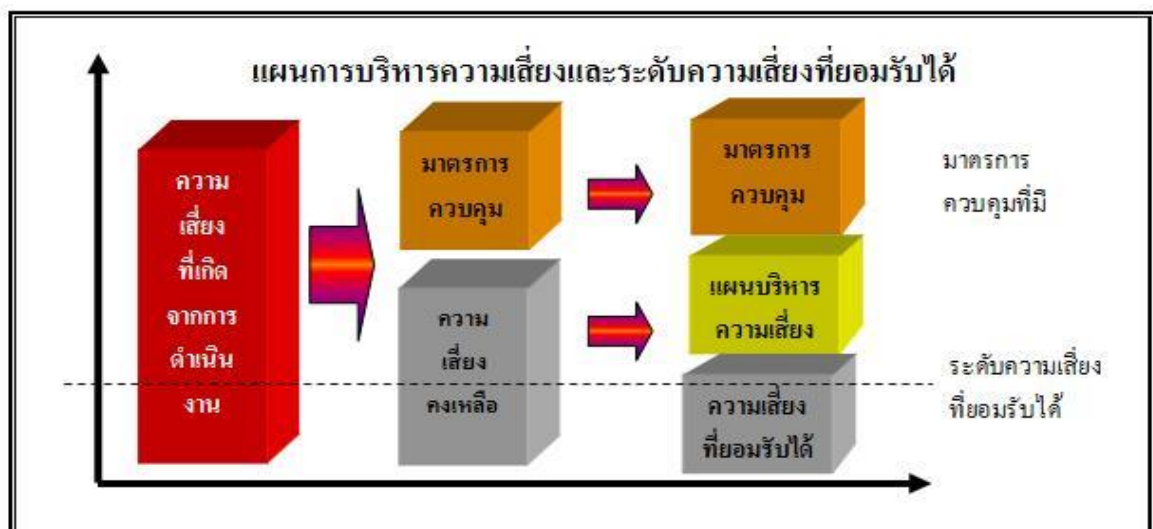 แผนการบริหารความเสี่ยงและระดับความเสี่ยงที่ยอมรับได้
ความ
เสี่ยง
ที่เกิด
จากการ
ดำเนิน
งาน
มาตรการ
ควบคุม
ความ
เสี่ยง
คงเหลือ
มาตรการ
ควบคุม
แผนบริหาร
ความเสี่ยง
ความเสี่ยง
ที่ยอมรับได้
มาตรการ
ควบคุมที่มี
ระดับความเสี่ยง
ที่ยอมรับได้